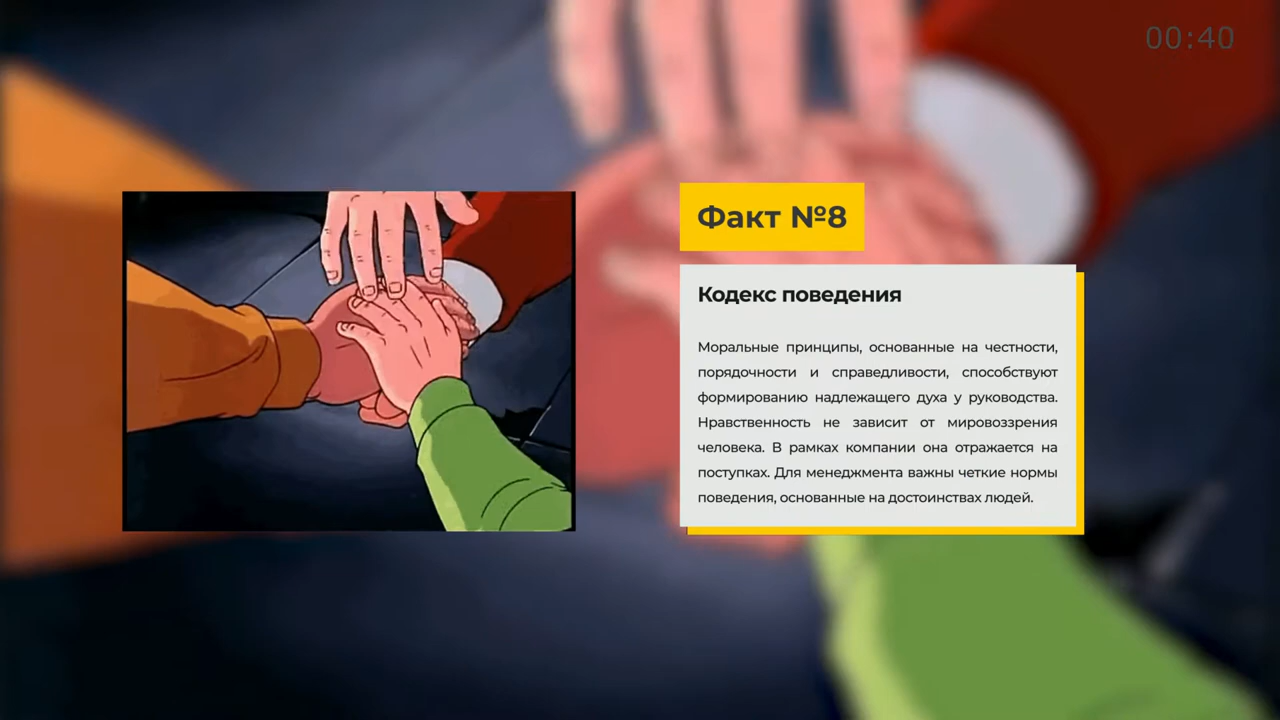 00:40
Факт №8
Кодекс поведения
Моральные принципы, основанные на честности,
порядочности и справедливости, способствуют
формированию надлежащего духа у руководства.
Нравственность не зависит от мировоззрения
человека. В рамках компании она отражается на
поступках. Для менеджмента важны четкие нормы
поведения, основанные на достоинствах людей.